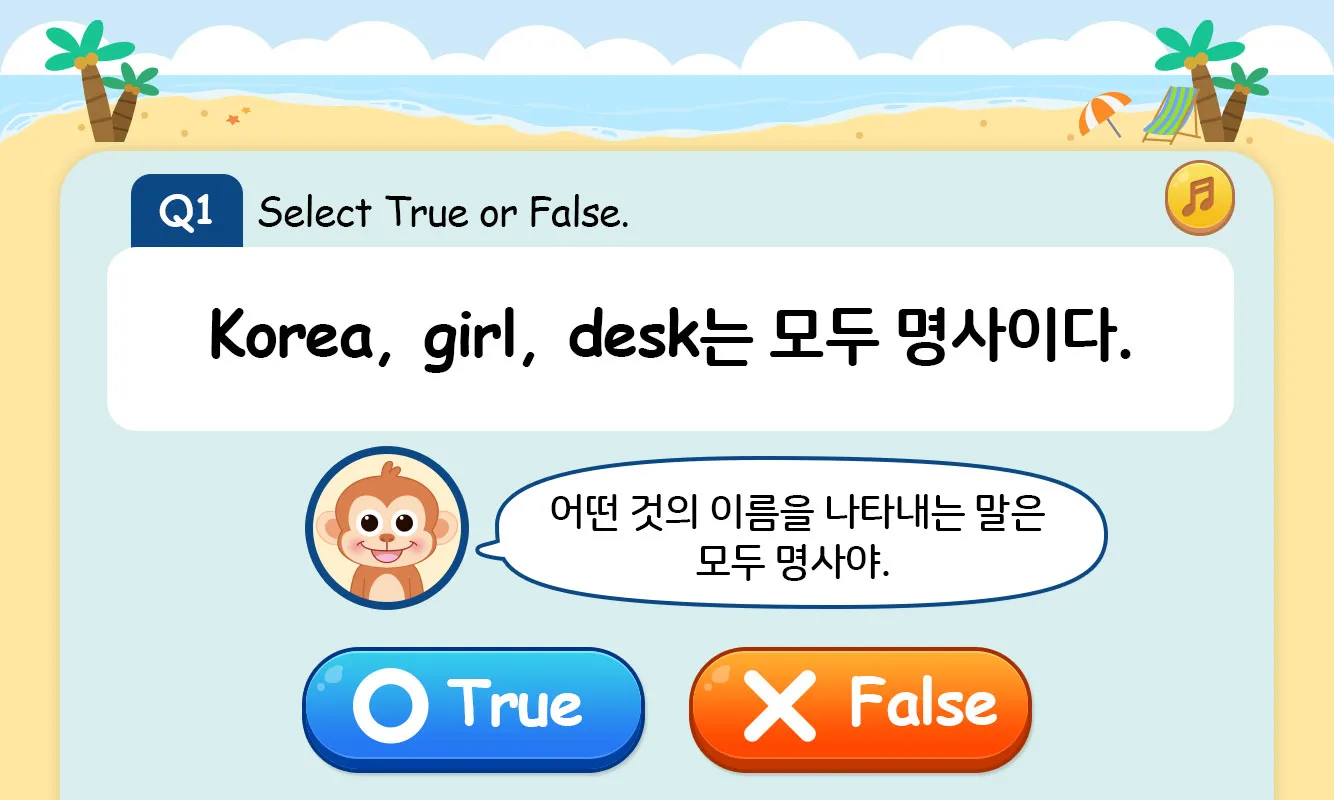 Q1 Select True or False.
Korea, girl, desk는 모두 명사이다.
어떤 것의 이름을 나타내는 말은
모두 명사야.
True False